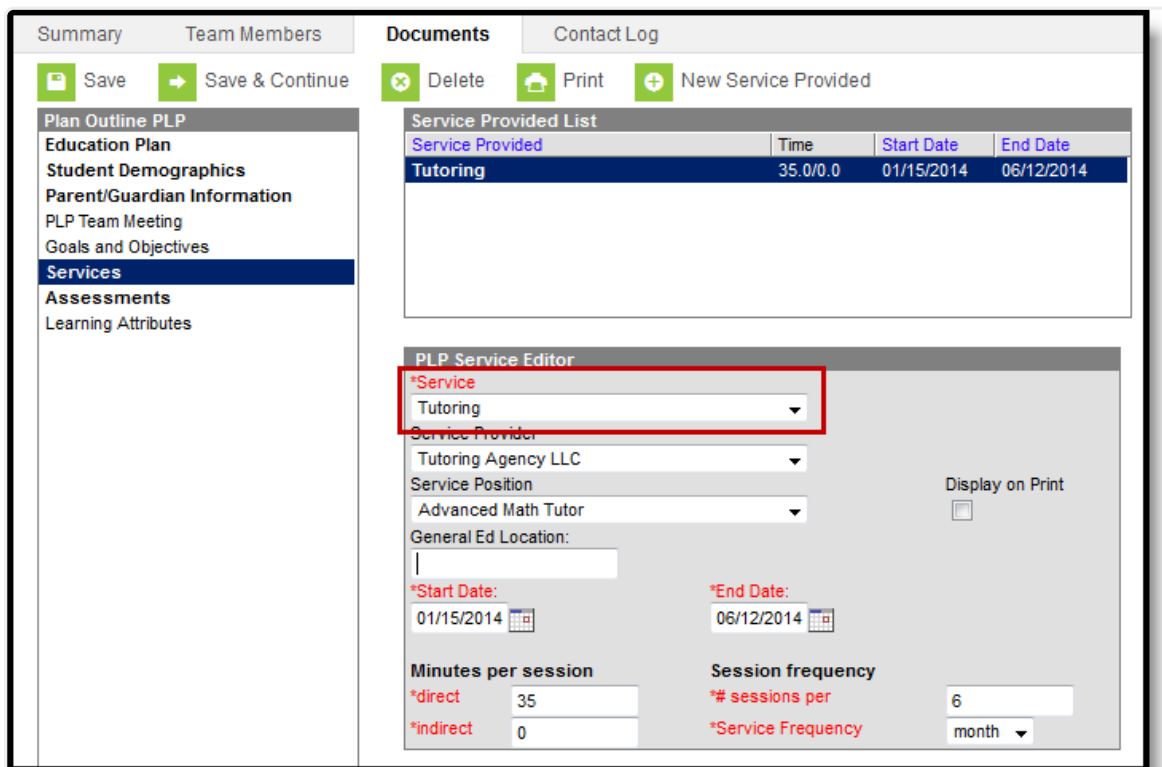 Summary Team Members Documents Contact Log
Save Save & Continue Delete Print New Service Provided
Plan Outline PLP
Education Plan
Student Demographics
Parent/Guardian Information
PLP Team Meeting
Goals and Objectives
Services
Assessments
Learning Attributes
Service Provided List
Service Provided Time Start Date End Date
Tutoring 35.0/0.0 01/15/2014 06/12/2014
PLP Service Editor
*Service
Tutoring
Service Provider
Tutoring Agency LLC
Service Position Display on Print
Advanced Math Tutor
General Ed Location:
*Start Date: *End Date:
01/15/2014 06/12/2014
Minutes per session Session frequency
*direct 35 *# sessions per 6
*indirect 0 *Service Frequency month